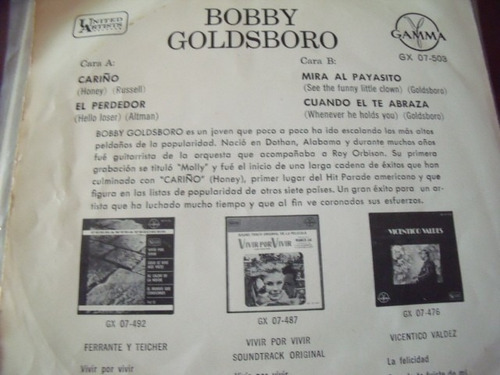 UNITED
ARTISTS
BOBBY
GOLDSBORO
GAMMA
GX 07-503
Cara A:
CARIÑO
(Honey) (Russell)
EL PERDEDOR
(Hello loser) (Altman)
Cara B:
MIRA AL PAYASITO
(See the funny little clown) (Goldsboro)
CUANDO EL TE ABRAZA
(Whenever he holds you) (Goldsboro)
BOBBY GOLDSBORO es un joven que poco a poco ha ido escalando los más altos
peldaños de la popularidad. Nació en Dothan, Alabama y durante muchos años
fué guitarrista de la orquesta que acompañaba a Roy Orbison. Su primera
grabación se tituló "Molly" y fué el inicio de una larga cadena de éxitos que han
culminado con "CARIÑO" (Honey), primer lugar del Hit Parade americano y que
figura en las listas de popularidad de otros siete países. Un gran éxito para un ar-
tista que ha luchado mucho tiempo y que al fin ve coronados sus esfuerzos.
VIVIR POR VIVIR
VICENTICO VALDES
GX 07-492
GX 07-487
GX 07-476
FERRANTE Y TEICHER
Vivir por vivir
VIVIR POR VIVIR
SOUNDTRACK ORIGINAL
Vivir por vivir
VICENTICO VALDEZ
La felicidad